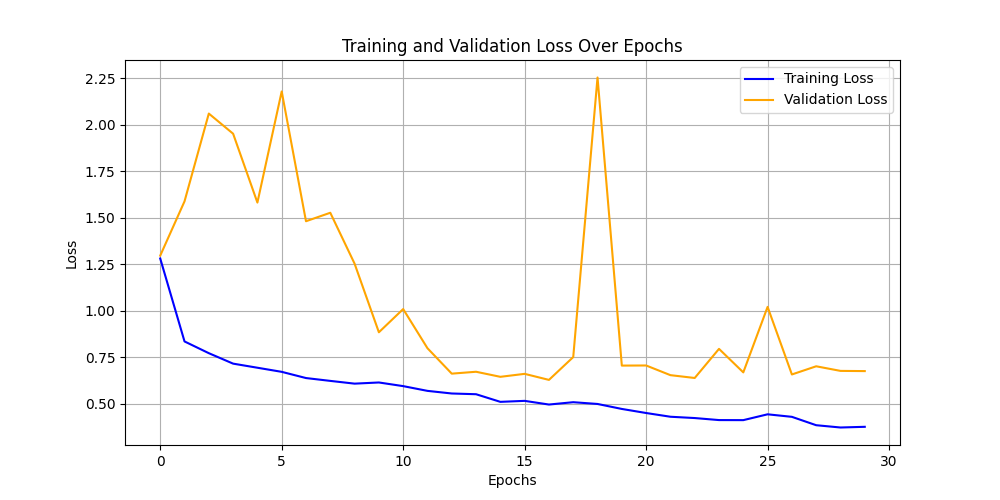 Training and Validation Loss Over Epochs
Training Loss
Validation Loss
2.25
2.00
1.75
1.50
1.25
1.00
0.75
0.50
Loss
0 5 10 15 20 25 30
Epochs